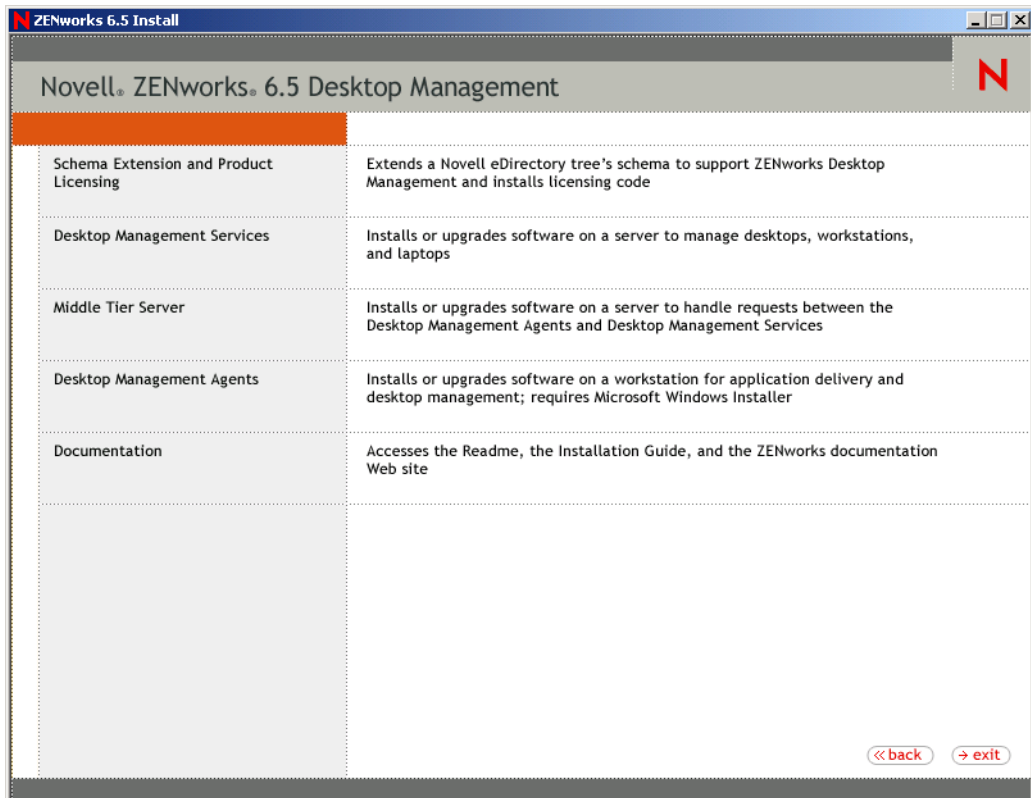 ZENworks 6.5 Install
Novell® ZENworks® 6.5 Desktop Management
N
Schema Extension and Product
Licensing
Extends a Novell eDirectory tree's schema to support ZENworks Desktop
Management and installs licensing code
Desktop Management Services
Installs or upgrades software on a server to manage desktops, workstations,
and laptops
Middle Tier Server
Installs or upgrades software on a server to handle requests between the
Desktop Management Agents and Desktop Management Services
Desktop Management Agents
Installs or upgrades software on a workstation for application delivery and
desktop management; requires Microsoft Windows Installer
Documentation
Accesses the Readme, the Installation Guide, and the ZENworks documentation
Web site
« back
→ exit